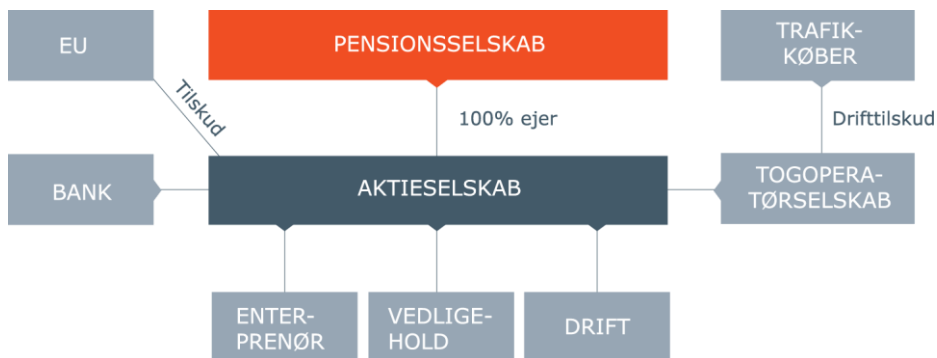 EU
PENSIONSSELSKAB
TRAFIK-
KØBER
Tilskud
100% ejer
Drifttilskud
BANK
AKTIESELSKAB
TOGOPERA-
TØRSELSKAB
ENTER-
PRENØR
VEDLIGE-
HOLD
DRIFT